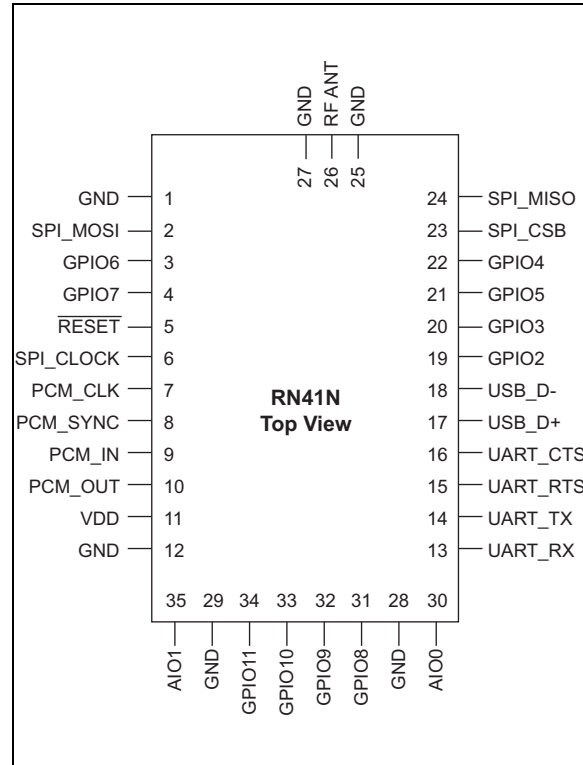 GND RF ANT GND
27 26 25
GND 1 24 SPI_MISO
SPI_MOSI 2 23 SPI_CSB
GPIO6 3 22 GPIO4
GPIO7 4 21 GPIO5
RESET 5 20 GPIO3
SPI_CLOCK 6 19 GPIO2
PCM_CLK 7 18 USB_D-
PCM_SYNC 8 17 USB_D+
PCM_IN 9 16 UART_CTS
PCM_OUT 10 15 UART_RTS
VDD 11 14 UART_TX
GND 12 13 UART_RX
RN41N
Top View
35 29 34 33 32 31 28 30
AIO1 GND GPIO11 GPIO10 GPIO9 GPIO8 GND AIO0